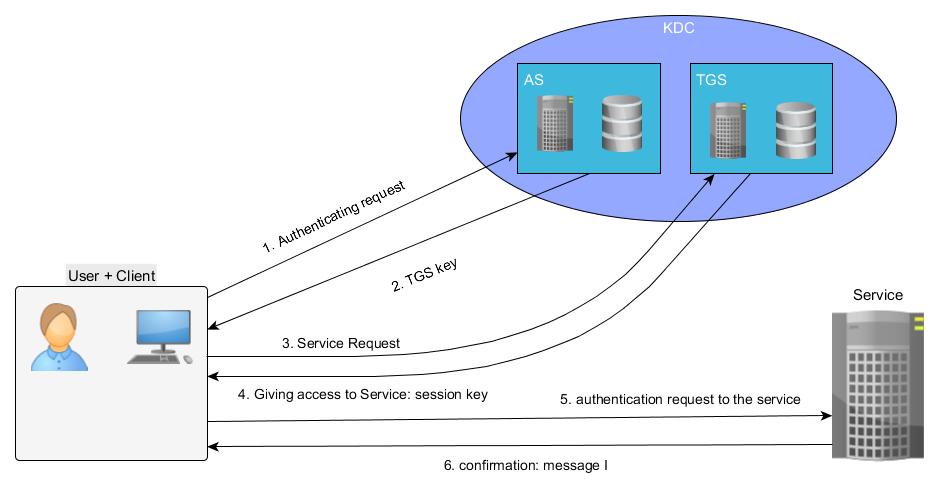 KDC
AS
TGS
1. Authenticating request
2. TGS key
User + Client
Service
3. Service Request
4. Giving access to Service: session key
5. authentication request to the service
6. confirmation: message I